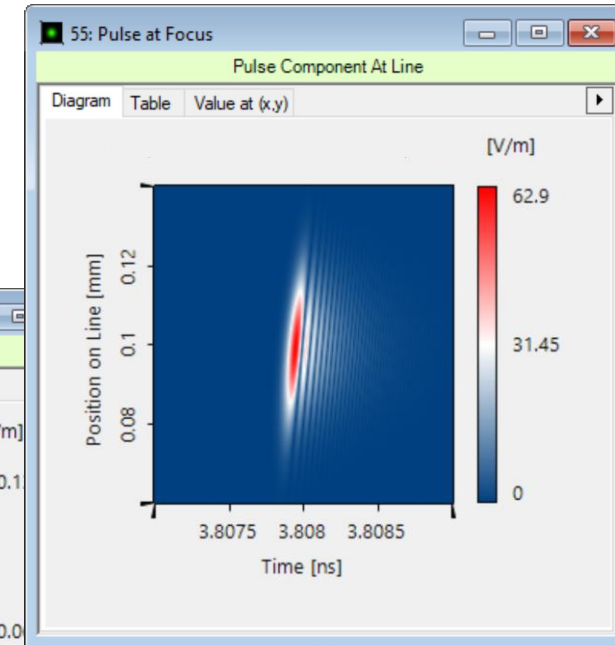 55: Pulse at Focus
Pulse Component At Line
Diagram Table Value at (x,y)
[V/m]
62.9
31.45
0
Position on Line [mm]
0.12
0.1
0.08
3.8075 3.808 3.8085
Time [ns]
/m]